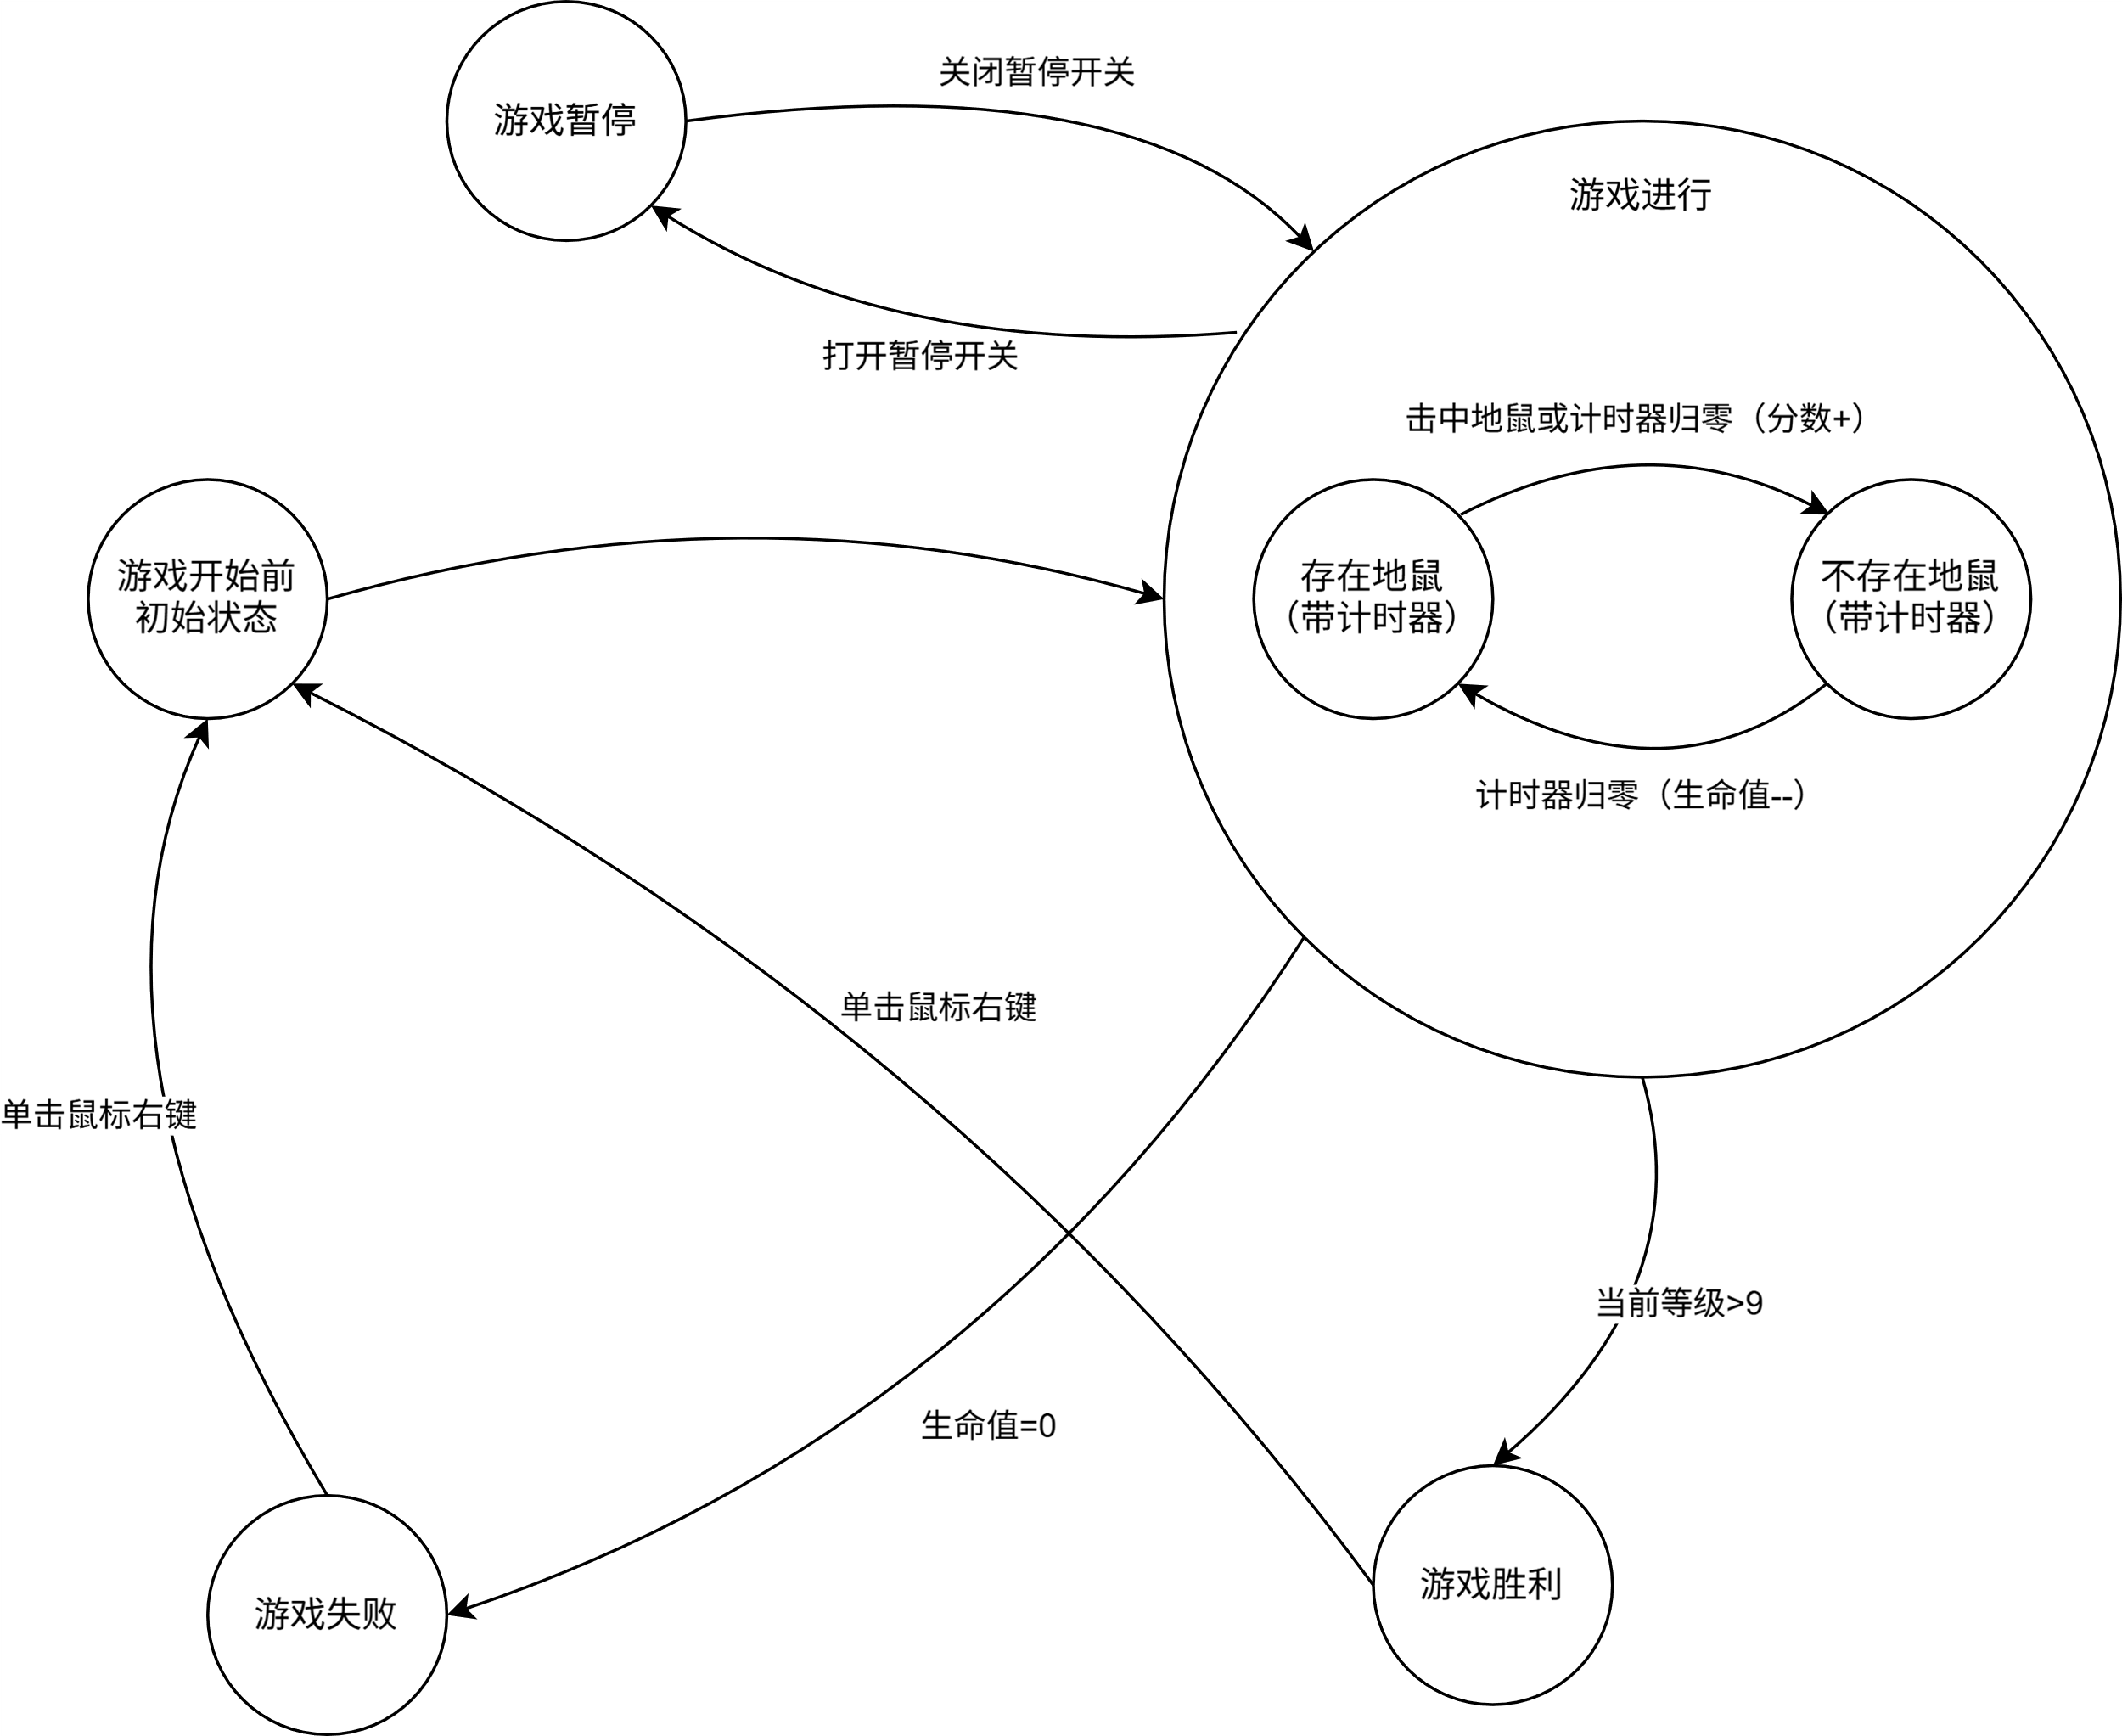 游戏暂停
关闭暂停开关
游戏进行
打开暂停开关
击中地鼠或计时器归零（分数+）
游戏开始前
初始状态
存在地鼠
（带计时器）
不存在地鼠
（带计时器）
计时器归零（生命值--）
单击鼠标右键
单击鼠标右键
当前等级>9
生命值=0
游戏胜利
游戏失败